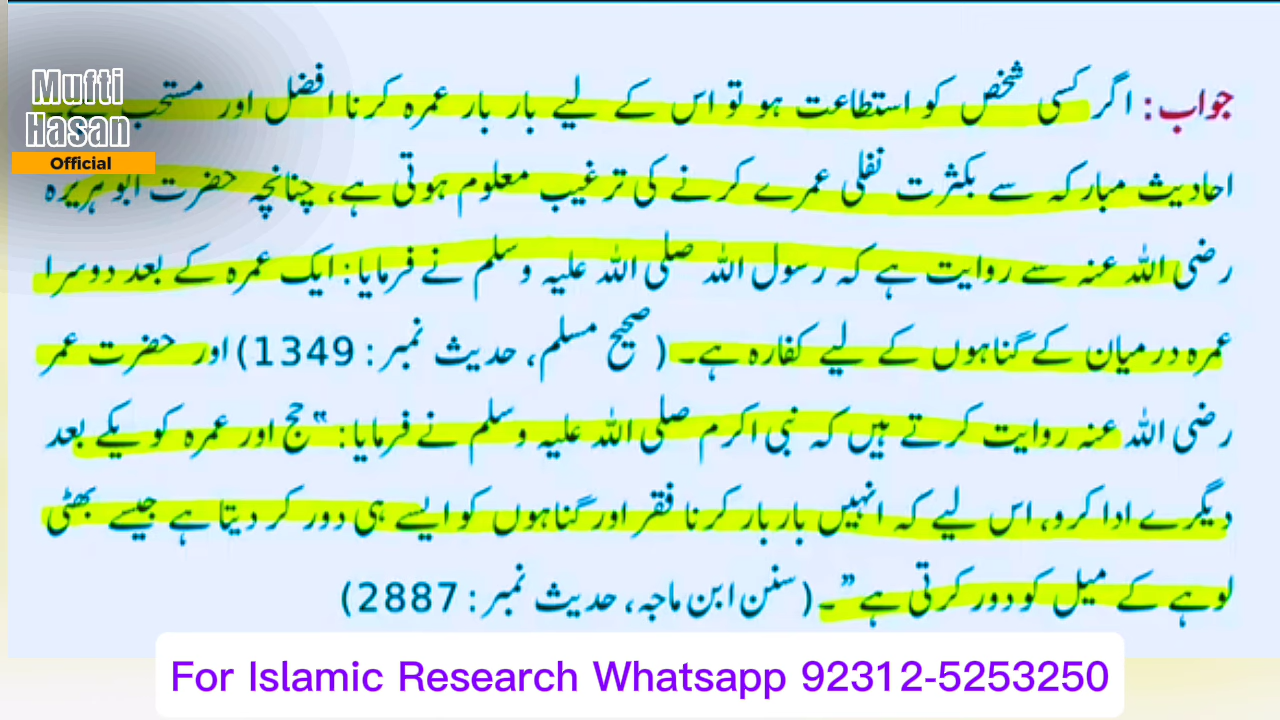 Mufti
Hasan
Official
جواب: اگر کسی شخص کو استطاعت ہو تو اس کے لیے بار بار عمرہ کرنا افضل اور مستحب
احادیث مبارکہ سے بکثرت نفلی عمرے کرنے کی ترغیب معلوم ہوتی ہے، چنانچہ حضرت ابو ہریرہ
رضی اللہ عنہ سے روایت ہے کہ رسول اللہ صلی اللہ علیہ وسلم نے فرمایا: ایک عمرہ کے بعد دوسرا
عمرہ درمیان کے گناہوں کے لیے کفارہ ہے۔ (صحیح مسلم، حدیث نمبر: 1349) اور حضرت عمر
رضی اللہ عنہ روایت کرتے ہیں کہ نبی اکرم صلی اللہ علیہ وسلم نے فرمایا: “حج اور عمرہ کو یکے بعد
دیگرے ادا کرو، اس لیے کہ انہیں باربار کرنا فقر اور گناہوں کو ایسے ہی دور کر دیتا ہے جیسے بھٹی
لوہے کے میل کو دور کرتی ہے”۔ (سنن ابن ماجہ، حدیث نمبر: 2887)
For Islamic Research Whatsapp 92312-5253250